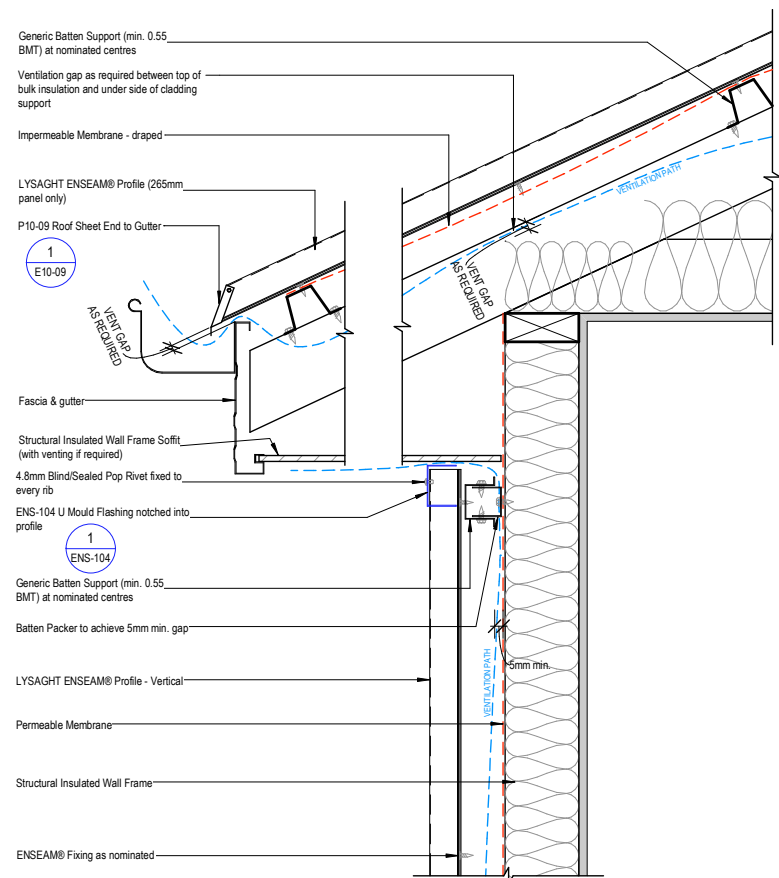 Generic Batten Support (min. 0.55
BMT) at nominated centres
Ventilation gap as required between top of
bulk insulation and under side of cladding
support
Impermeable Membrane - draped
LYSAGHT ENSEAM® Profile (265mm
panel only)
P10-09 Roof Sheet End to Gutter
1
E10-09
VENT GAP
AS REQUIRED
VENT GAP
AS REQUIRED
VENTILATION PATH
Fascia & gutter
Structural Insulated Wall Frame Soffit
(with venting if required)
4.8mm Blind/Sealed Pop Rivet fixed to
every rib
ENS-104 U Mould Flashing notched into
profile
1
ENS-104
Generic Batten Support (min. 0.55
BMT) at nominated centres
Batten Packer to achieve 5mm min. gap
5mm min.
VENTILATION PATH
LYSAGHT ENSEAM® Profile - Vertical
Permeable Membrane
Structural Insulated Wall Frame
ENSEAM® Fixing as nominated